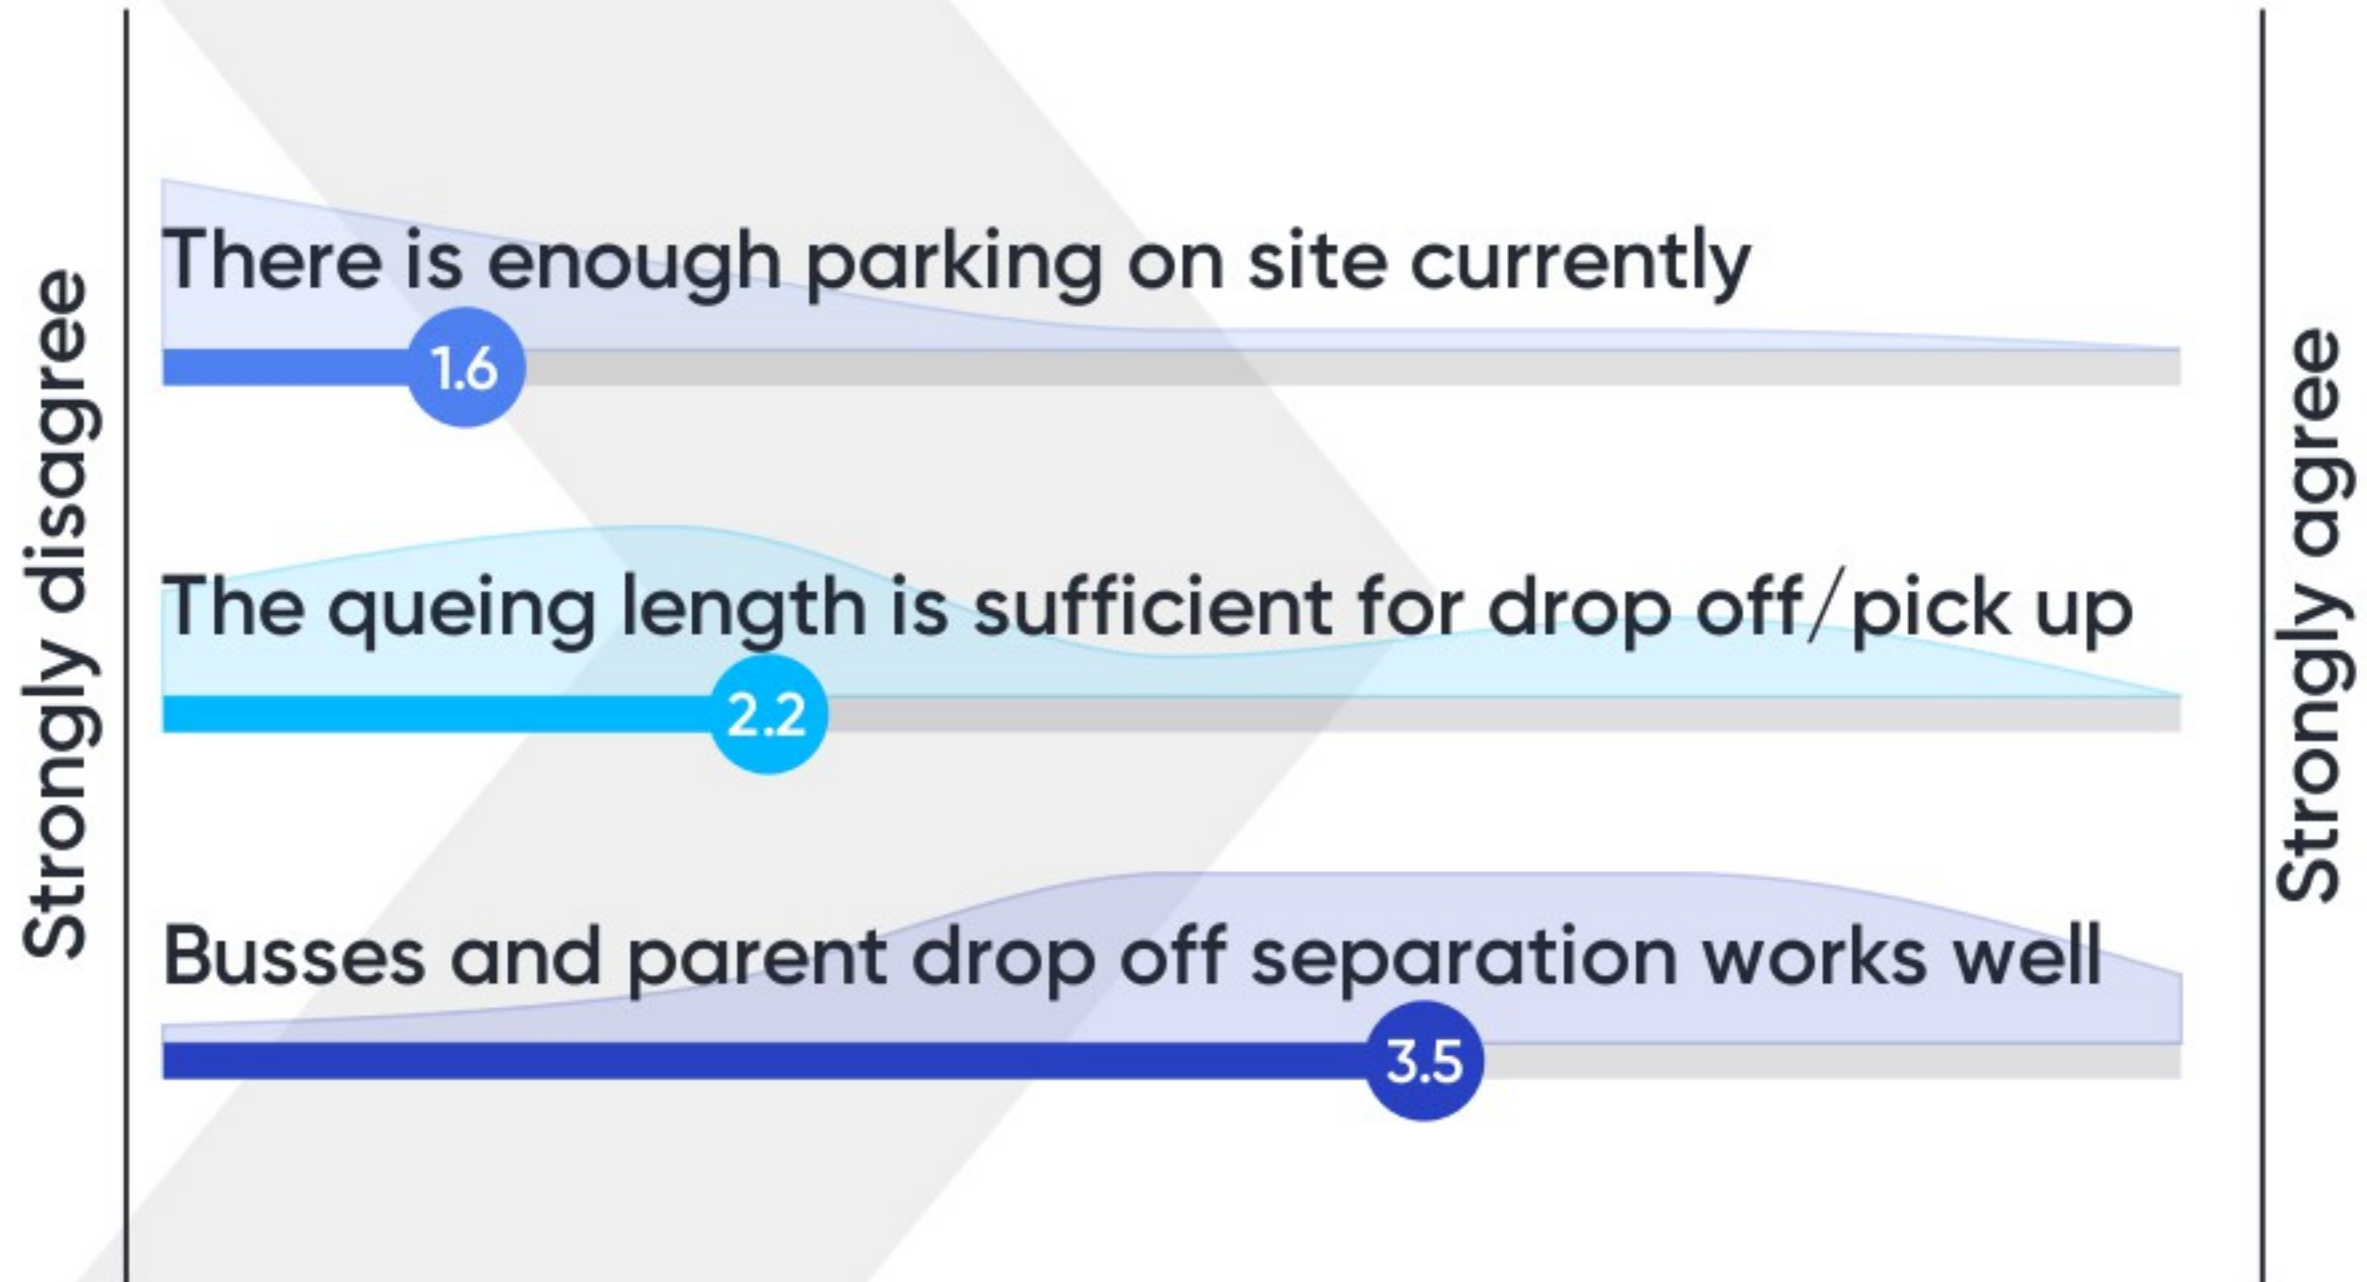 Strongly disagree
There is enough parking on site currently
1.6
The queing length is sufficient for drop off/pick up
2.2
Busses and parent drop off separation works well
3.5
Strongly agree